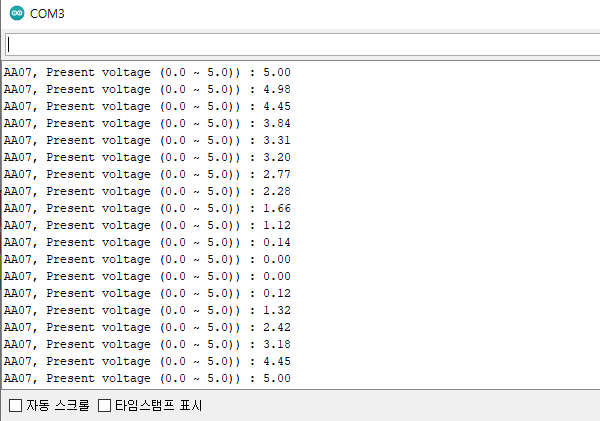 COM3
AA07, Present voltage (0.0 ~ 5.0)) : 5.00
AA07, Present voltage (0.0 ~ 5.0)) : 4.98
AA07, Present voltage (0.0 ~ 5.0)) : 4.45
AA07, Present voltage (0.0 ~ 5.0)) : 3.84
AA07, Present voltage (0.0 ~ 5.0)) : 3.31
AA07, Present voltage (0.0 ~ 5.0)) : 3.20
AA07, Present voltage (0.0 ~ 5.0)) : 2.77
AA07, Present voltage (0.0 ~ 5.0)) : 2.28
AA07, Present voltage (0.0 ~ 5.0)) : 1.66
AA07, Present voltage (0.0 ~ 5.0)) : 1.12
AA07, Present voltage (0.0 ~ 5.0)) : 0.14
AA07, Present voltage (0.0 ~ 5.0)) : 0.00
AA07, Present voltage (0.0 ~ 5.0)) : 0.00
AA07, Present voltage (0.0 ~ 5.0)) : 0.12
AA07, Present voltage (0.0 ~ 5.0)) : 1.32
AA07, Present voltage (0.0 ~ 5.0)) : 2.42
AA07, Present voltage (0.0 ~ 5.0)) : 3.18
AA07, Present voltage (0.0 ~ 5.0)) : 4.45
AA07, Present voltage (0.0 ~ 5.0)) : 5.00
자동 스크롤 타임스탬프 표시